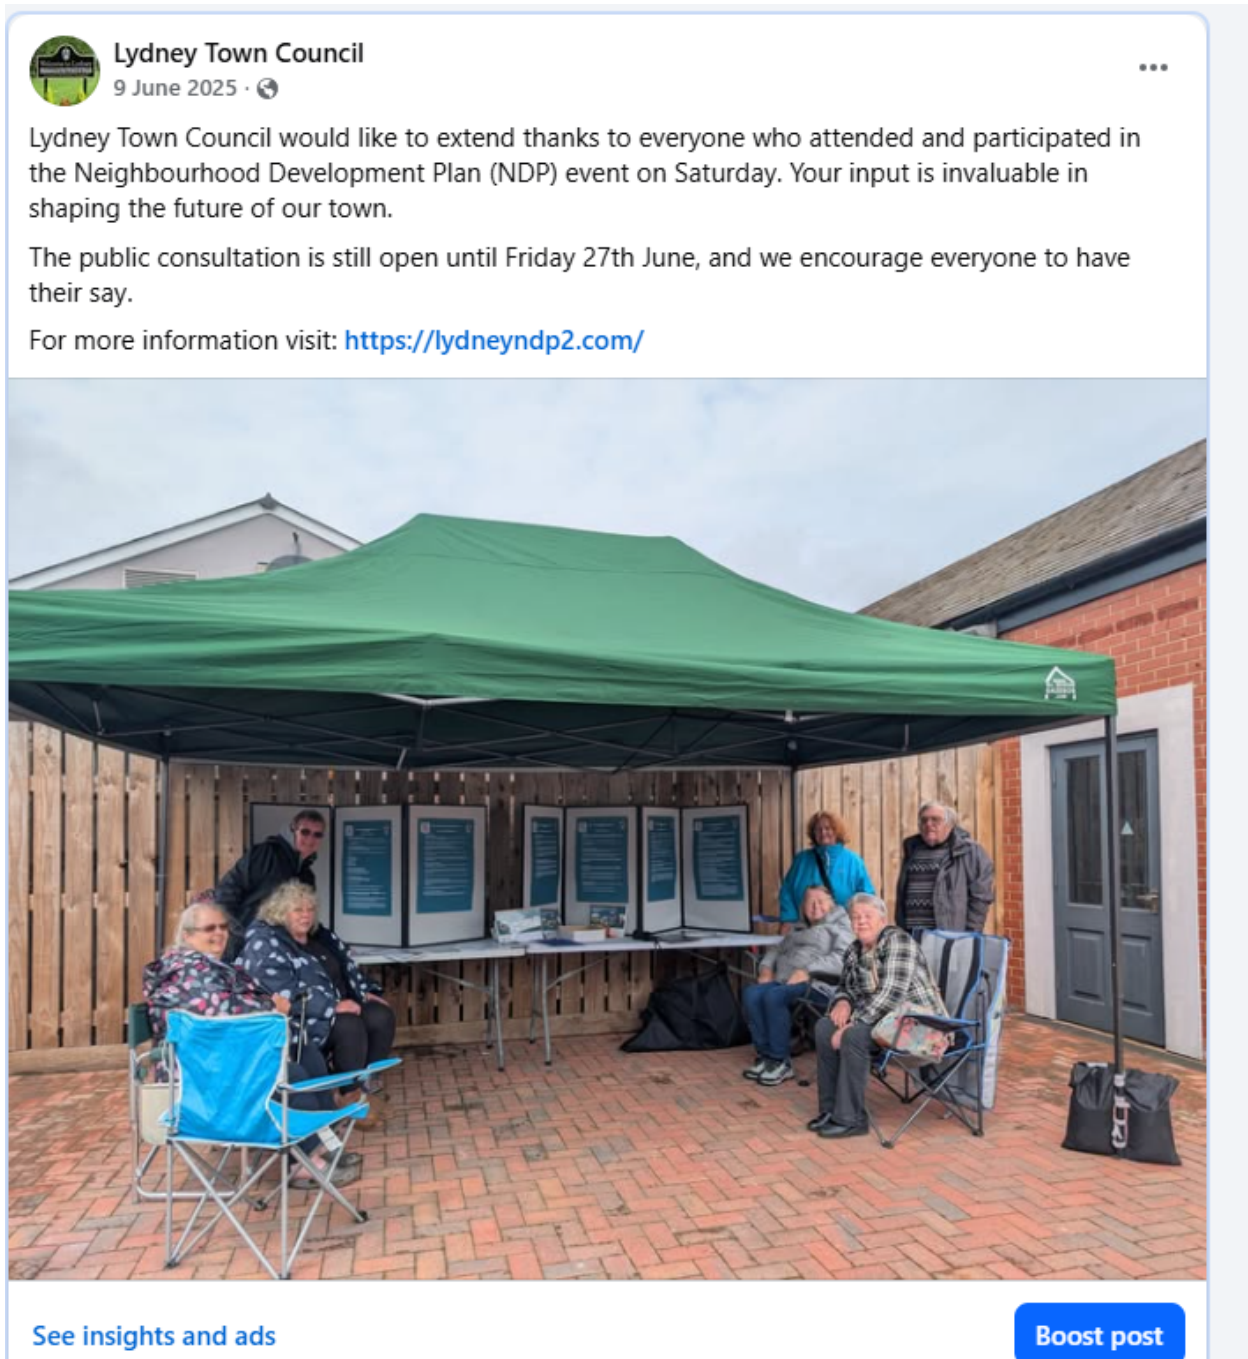 Lydney Town Council
9 June 2025 ·
Lydney Town Council would like to extend thanks to everyone who attended and participated in
the Neighbourhood Development Plan (NDP) event on Saturday. Your input is invaluable in
shaping the future of our town.
The public consultation is still open until Friday 27th June, and we encourage everyone to have
their say.
For more information visit: https://lydneyndp2.com/
See insights and ads
Boost post